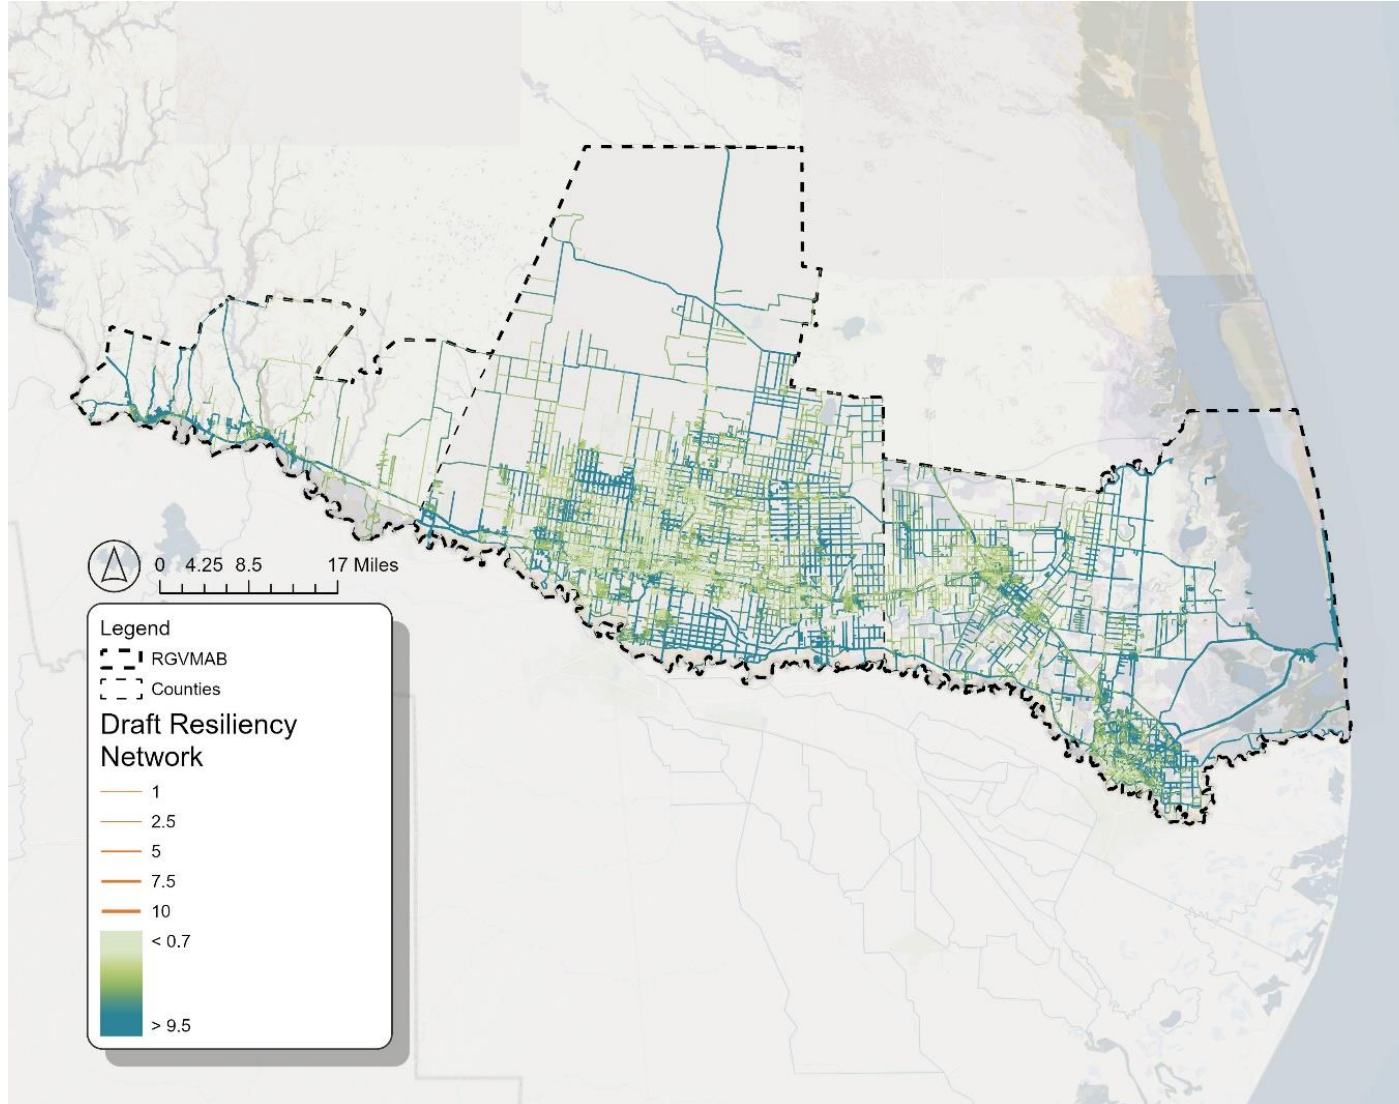 0 4.25 8.5 17 Miles
Legend
RGVMAB
Counties
Draft Resiliency
Network
1
2.5
5
7.5
10
< 0.7
> 9.5